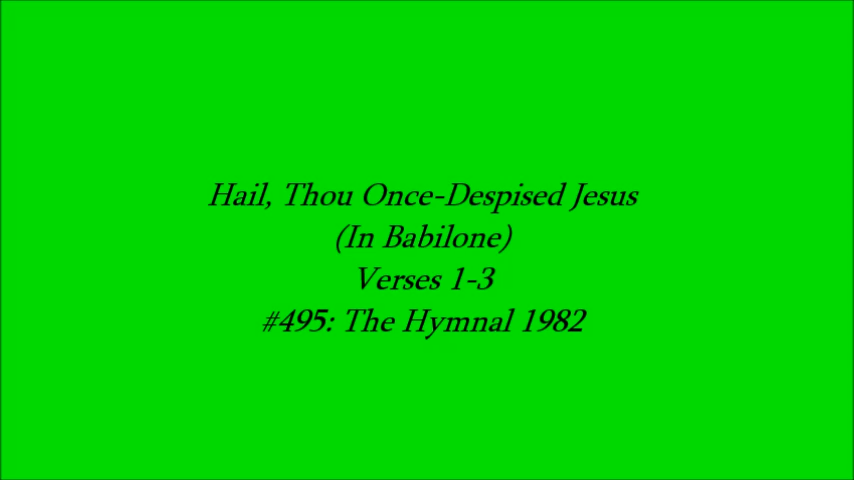 Hail, Thou Once-Despised Jesus
(In Babilone)
Verses 1-3
#495: The Hymnal 1982